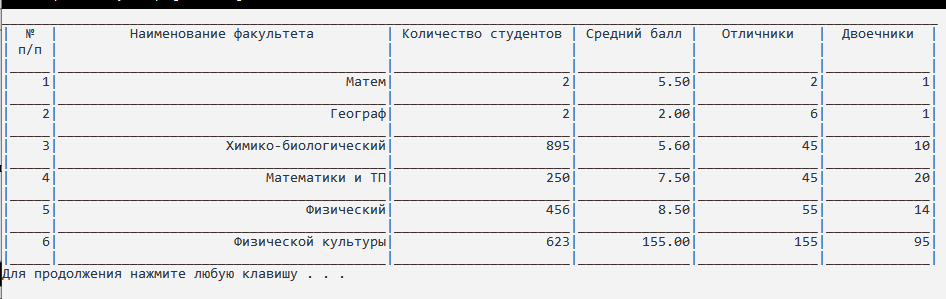 № Наименование факультета Количество студентов Средний балл Отличники Двоечники
п/п
1 Матем 2 5.50 2 1
2 Географ 2 2.00 6 1
3 Химико-биологический 895 5.60 45 10
4 Математики и ТП 250 7.50 45 20
5 Физический 456 8.50 55 14
6 Физической культуры 623 155.00 155 95
Для продолжения нажмите любую клавишу . . .